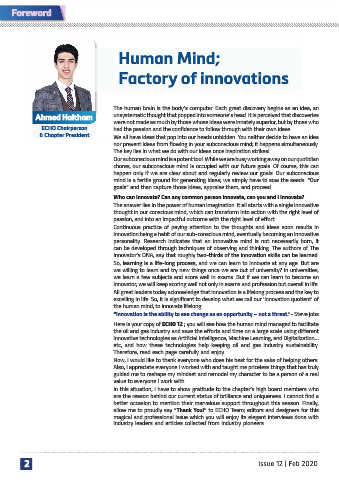 Foreword
Human Mind;
Factory of innovations
Ahmed Haitham
ECHO Chairperson
& Chapter President
The human brain is the body's computer. Each great discovery begins as an idea, an
unsystematic thought that popped into someone's head. It is perceived that discoveries
were not made so much by those whose ideas were innately superior, but by those who
had the passion and the confidence to follow through with their own ideas.
We all have ideas that pop into our heads unbidden. You neither decide to have an idea
nor prevent ideas from flowing in your subconscious mind; it happens simultaneously.
The key lies in what we do with our ideas once inspiration strikes!
Our subconscious mind is a potent tool. While we are busy working away on our quotidian
chores, our subconscious mind is occupied with our future goals. Of course, this can
happen only if we are clear about and regularly review our goals. Our subconscious
mind is a fertile ground for generating ideas; we simply have to sow the seeds. "Our
goals" and then capture those ideas, appraise them, and proceed.
Who can innovate? Can any common person innovate, can you and I innovate?
The answer lies in the power of human imagination. It all starts with a single innovative
thought in our conscious mind, which can transform into action with the right level of
passion, and into an impactful outcome with the right level of effort.
Continuous practice of paying attention to the thoughts and ideas soon results in
innovation being a habit of our sub-conscious mind, eventually becoming an innovative
personality. Research indicates that an innovative mind is not necessarily born, it
can be developed through techniques of observing and thinking. The authors of The
Innovator's DNA, say that roughly two-thirds of the innovation skills can be learned.
So, learning is a life-long process, and we can learn to innovate at any age. But are
we willing to learn and try new things once we are out of university? In universities,
we learn a few subjects and score well in exams. But if we can learn to become an
innovator, we will keep scoring well not only in exams and profession but overall in life.
All great leaders today acknowledge that innovation is a lifelong process and the key to
excelling in life. So, it is significant to develop what we call our 'innovation quotient' of
the human mind, to innovate lifelong.
"Innovation is the ability to see change as an opportunity – not a threat." - Steve Jobs
Here is your copy of ECHO 12; you will see how the human mind managed to facilitate
the oil and gas industry and save the efforts and time on a large scale using different
innovative technologies as Artificial Intelligence, Machine Learning, and Digitalization...
etc, and how these technologies help keeping oil and gas industry sustainability.
Therefore, read each page carefully and enjoy.
Now, I would like to thank everyone who does his best for the sake of helping others.
Also, I appreciate everyone I worked with and taught me priceless things that has truly
guided me to reshape my mindset and remodel my character to be a person of a real
value to everyone I work with.
In this situation, I have to show gratitude to the chapter's high board members who
are the reason behind our current status of brilliance and uniqueness. I cannot find a
better occasion to mention their marvelous support throughout this season. Finally,
allow me to proudly say "Thank You!" to ECHO Team; editors and designers for this
magical and professional issue which you will enjoy its elegant interviews done with
industry leaders and articles collected from industry pioneers.
2
Issue 12 | Feb 2020